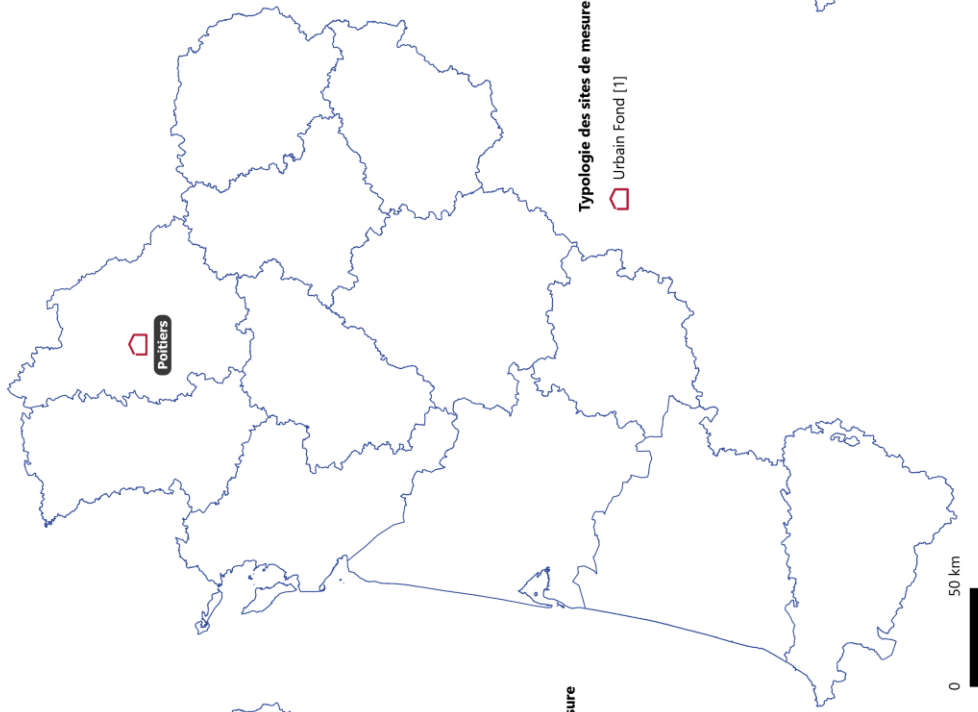 Poitiers
Typologie des sites de mesure
Urbain Fond [1]
0 50 km
sure